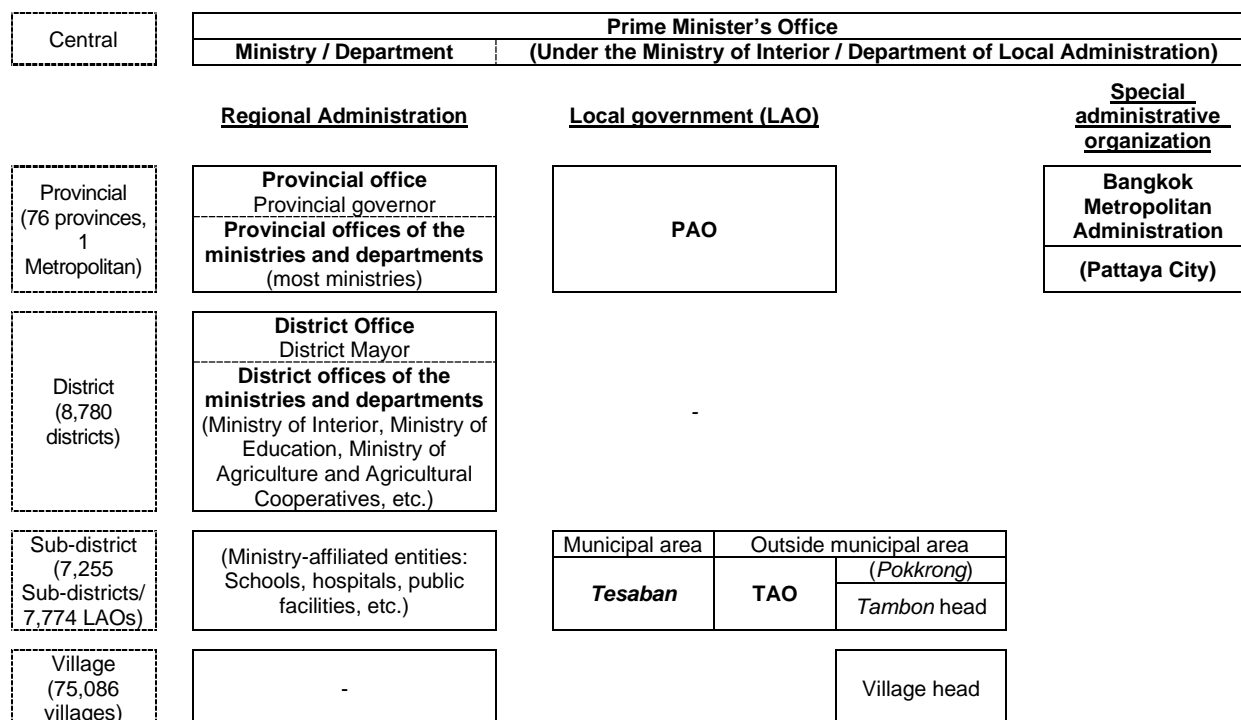 Central
Prime Minister's Office
Ministry / Department
(Under the Ministry of Interior / Department of Local Administration)
Regional Administration
Local government (LAO)
Special
administrative
organization
Provincial
(76 provinces,
1
Metropolitan)
Provincial office
Provincial governor
Provincial offices of the
ministries and departments
(most ministries)
PAO
Bangkok
Metropolitan
Administration
(Pattaya City)
District
(8,780
districts)
District Office
District Mayor
District offices of the
ministries and departments
(Ministry of Interior, Ministry of
Education, Ministry of
Agriculture and Agricultural
Cooperatives, etc.)
-
Sub-district
(7,255
Sub-districts/
7,774 LAOs)
(Ministry-affiliated entities:
Schools, hospitals, public
facilities, etc.)
Municipal area
Outside municipal area
Tesaban
TAO
(Pokkrong)
Tambon head
Village
(75,086
villages)
-
Village head